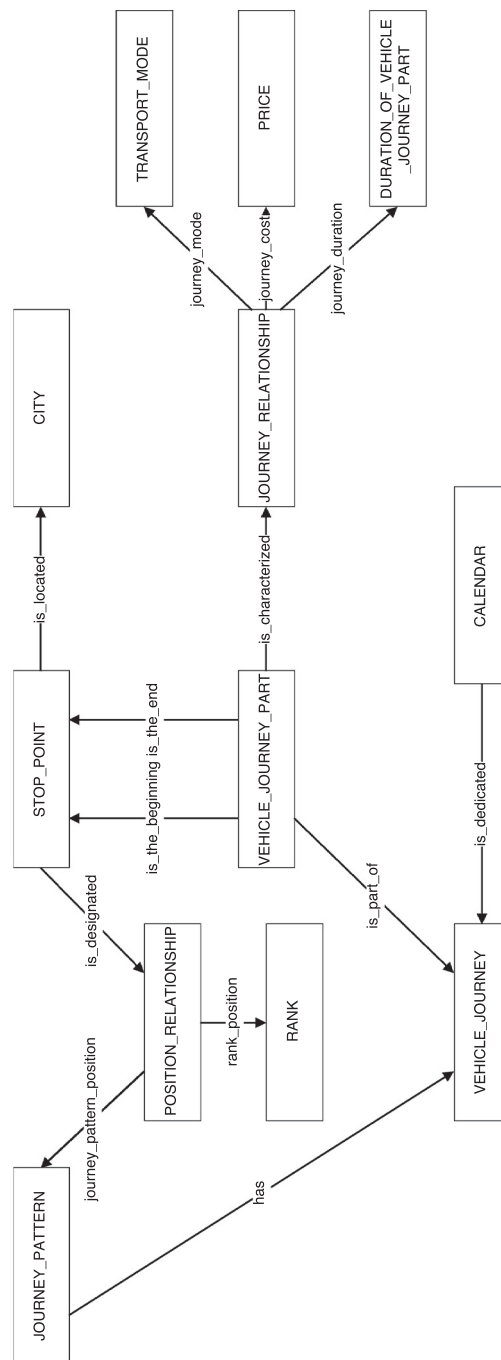 JOURNEY_PATTERN
STOP_POINT
CITY
journey_pattern_position
is_designated
is_located
POSITION_RELATIONSHIP
TRANSPORT_MODE
rank_position
is_the_beginning
is_the_end
journey_mode
RANK
VEHICLE_JOURNEY_PART
is_characterized
JOURNEY_RELATIONSHIP
journey_cost
PRICE
has
is_part_of
journey_duration
DURATION_OF_VEHICLE
_JOURNEY_PART
VEHICLE_JOURNEY
is_dedicated
CALENDAR